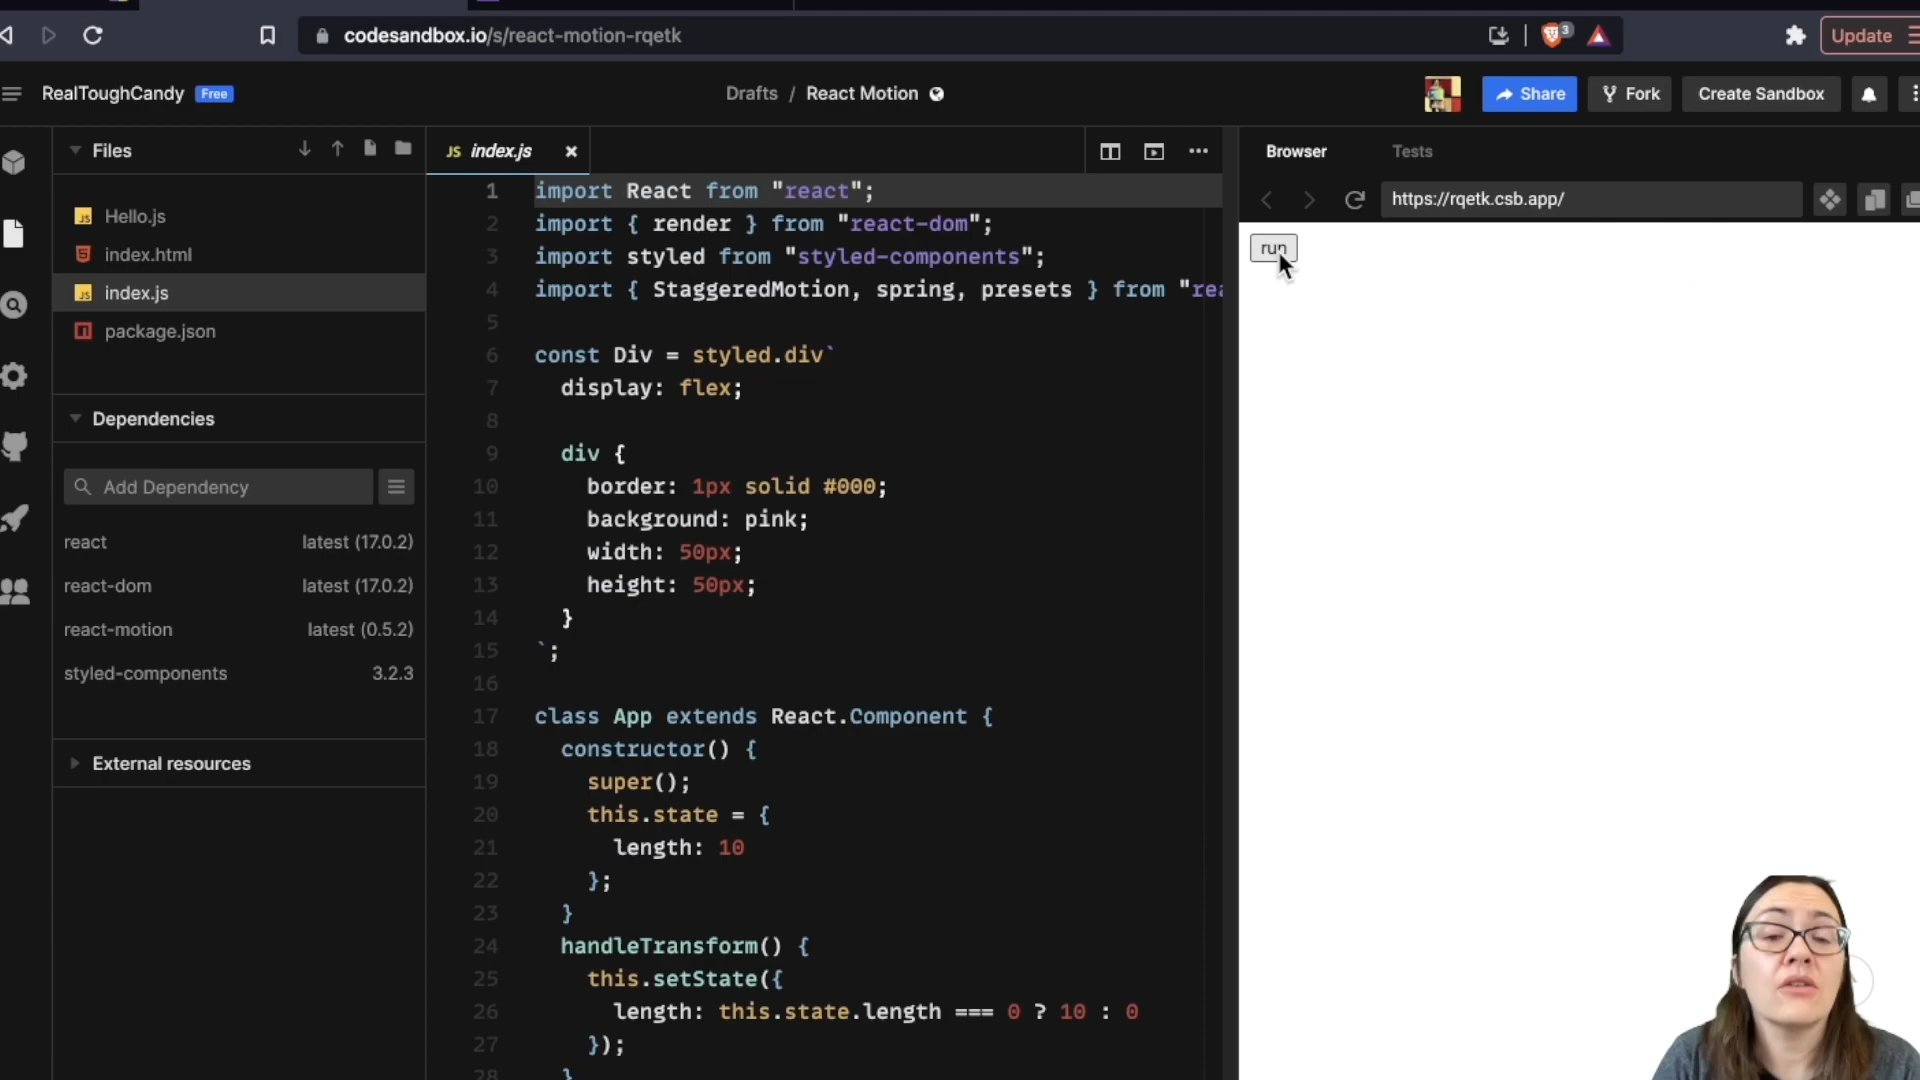 codesandbox.io/s/react-motion-rqetk
3
Update
RealToughCandy Free
Drafts / React Motion
Share
Fork
Create Sandbox
Files
Hello.js
index.html
index.js
package.json
Dependencies
Add Dependency
react latest (17.0.2)
react-dom latest (17.0.2)
react-motion latest (0.5.2)
styled-components 3.2.3
External resources
JS index.js
1 import React from "react";
2 import { render } from "react-dom";
3 import styled from "styled-components";
4 import { StaggeredMotion, spring, presets } from "rea
5
6 const Div = styled.div`
7 display: flex;
8
9 div {
10 border: 1px solid #000;
11 background: pink;
12 width: 50px;
13 height: 50px;
14 }
15 `;
16
17 class App extends React.Component {
18 constructor() {
19 super();
20 this.state = {
21 length: 10
22 };
23 }
24 handleTransform() {
25 this.setState({
26 length: this.state.length === 0 ? 10 : 0
27 });
28 }
Browser
Tests
https://rqetk.csb.app/
run